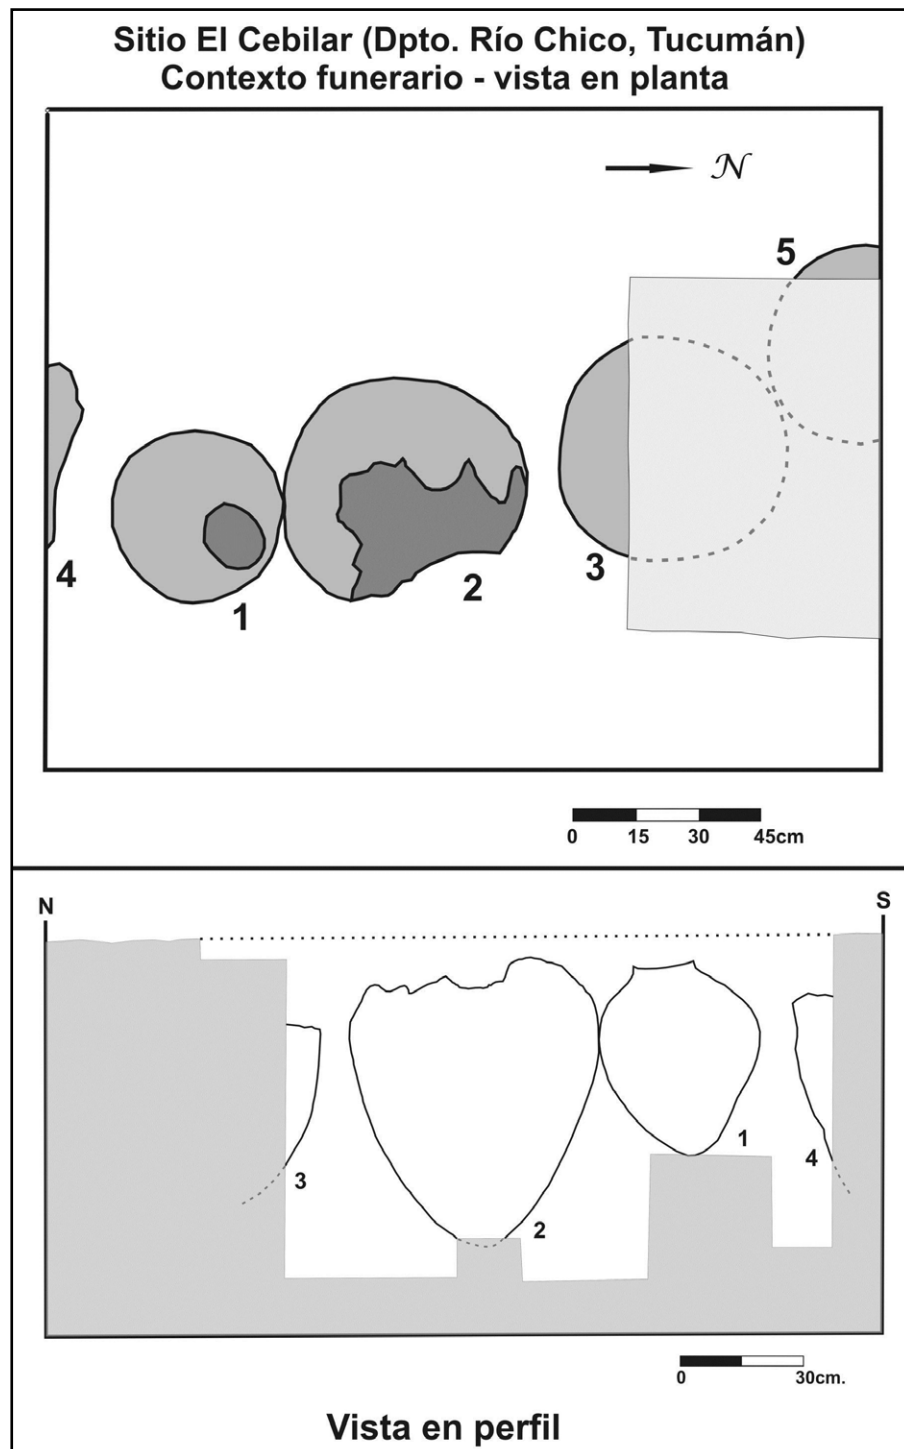 Sitio El Cebilar (Dpto. Río Chico, Tucumán)
Contexto funerario - vista en planta
N
5
4
1
2
3
0 15 30 45cm
N S
3
2
1
4
0 30cm.
Vista en perfil